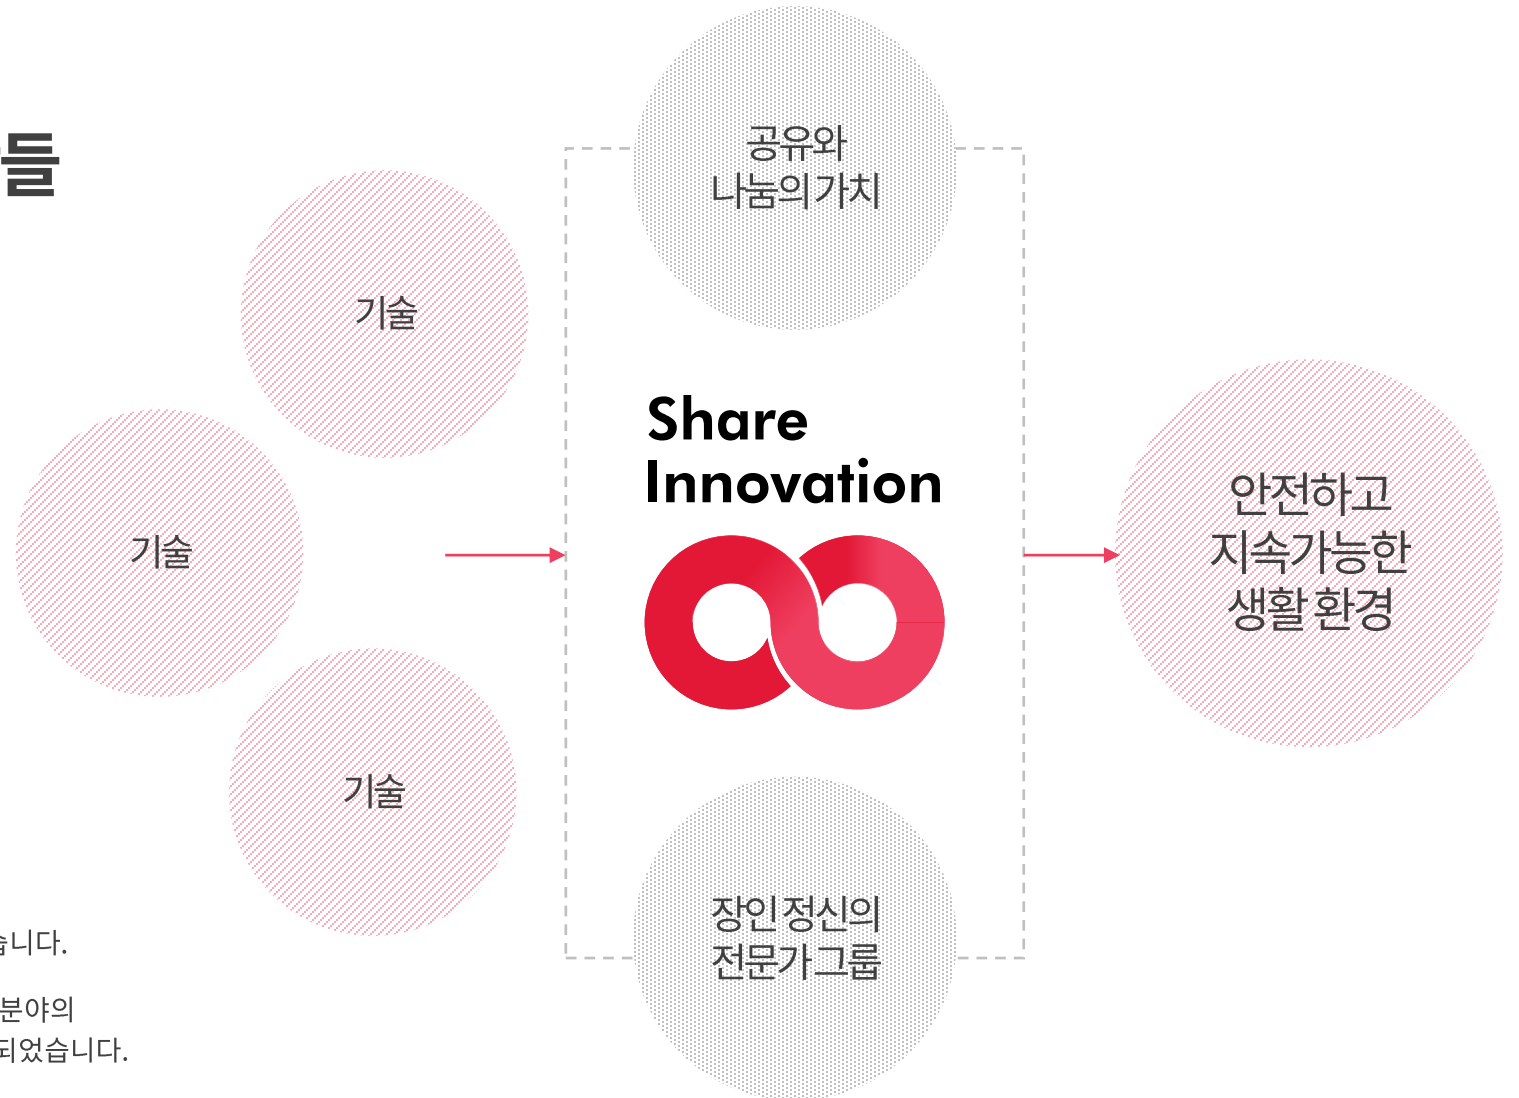 들
기술
기술
기술
공유와
나눔의 가치
Share
Innovation
장인 정신의
전문가 그룹
안전하고
지속가능한
생활 환경
습니다.
분야의
되었습니다.